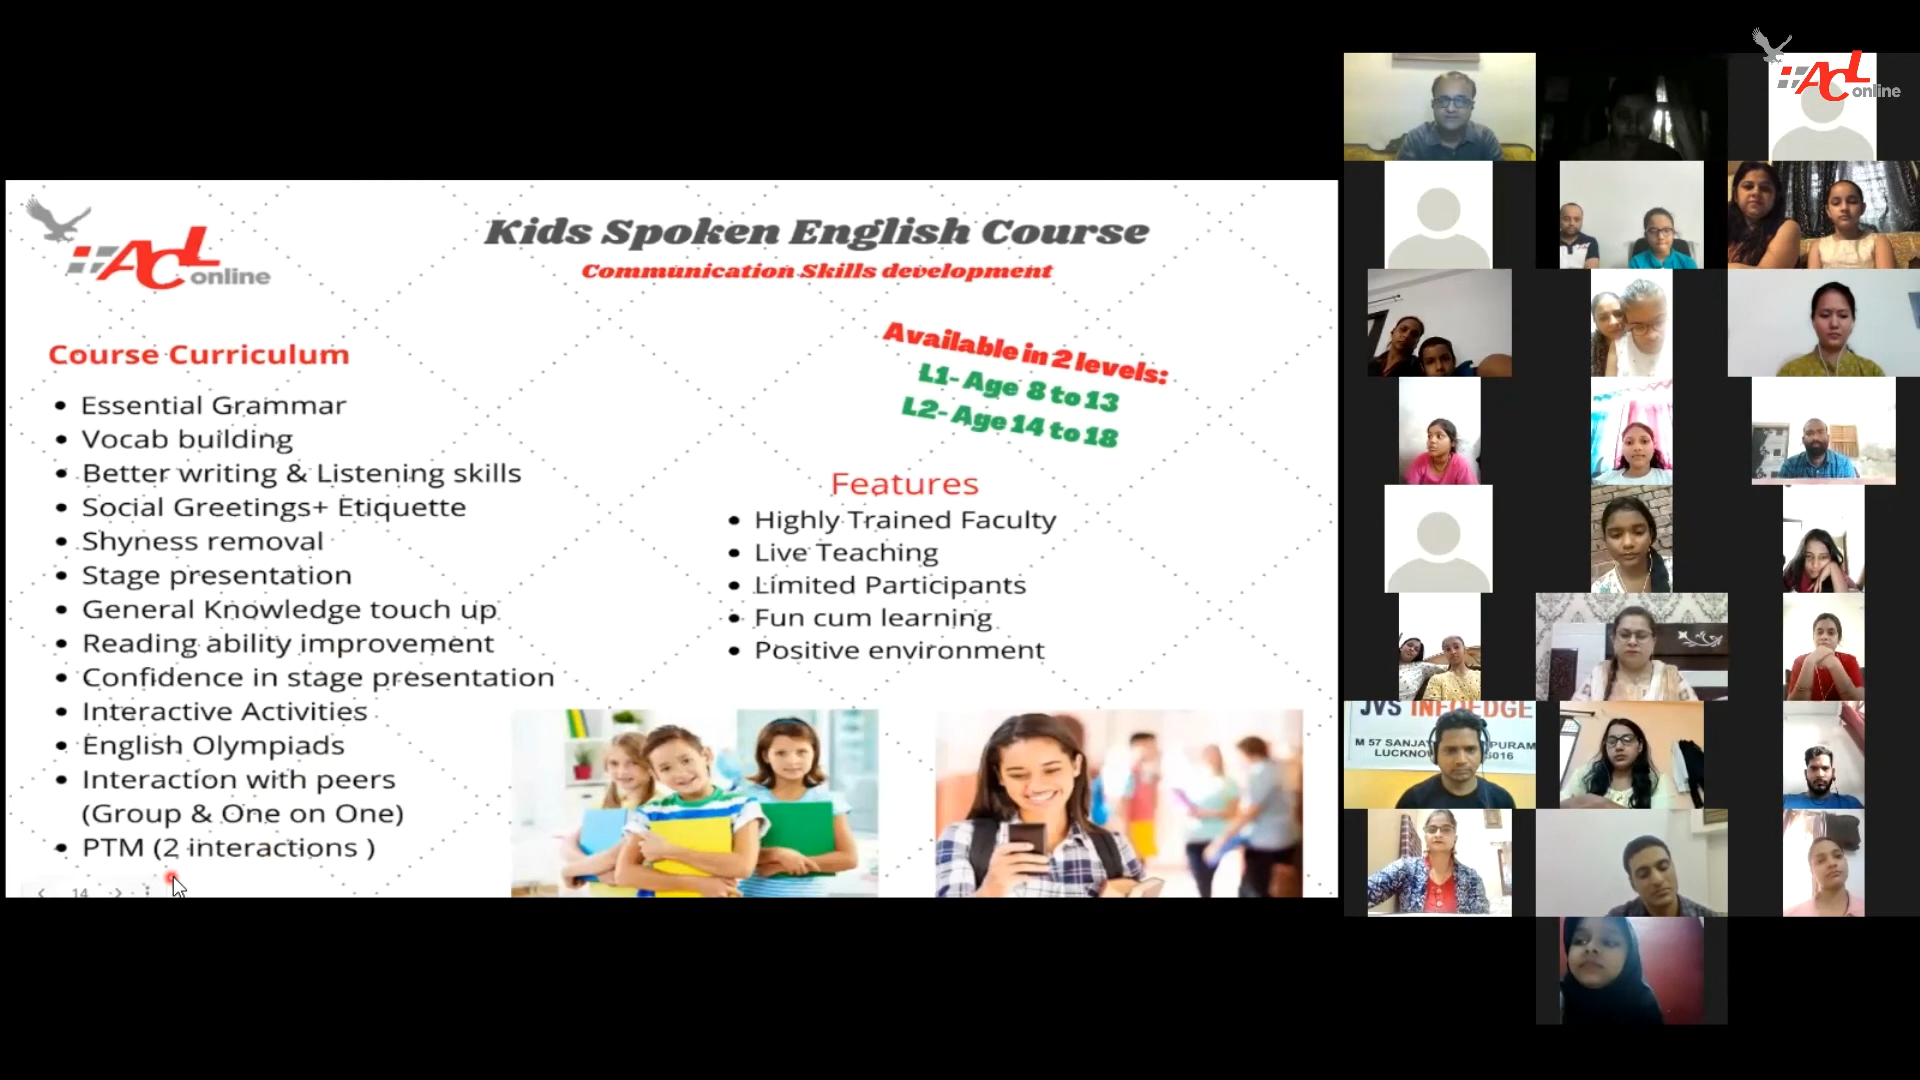 ACL
online
Kids Spoken English Course
Communication Skills development
Course Curriculum
• Essential Grammar
• Vocab building
• Better writing & Listening skills
• Social Greetings+ Etiquette
• Shyness removal
• Stage presentation
• General Knowledge touch up
• Reading ability improvement
• Confidence in stage presentation
• Interactive Activities
• English Olympiads
• Interaction with peers
(Group & One on One)
• PTM (2 interactions )
Available in 2 levels:
L1- Age 8 to 13
L2- Age 14 to 18
Features
• Highly Trained Faculty
• Live Teaching
• Limited Participants
• Fun cum learning
• Positive environment
14
ACL
online
JVS INFOEDGE
M 57 SANJA PURAM
LUCKNO 6016